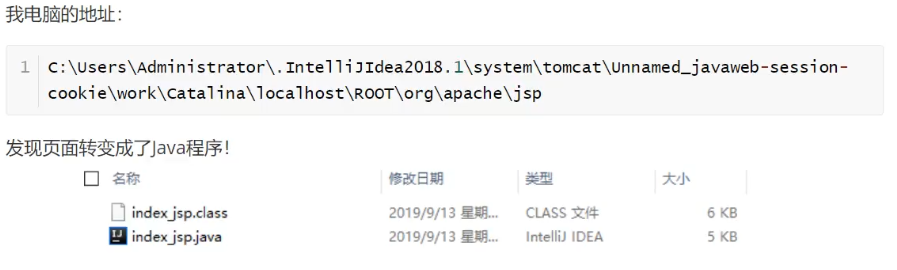 我电脑的地址：
1 C:\Users\Administrator\.IntelliJIdea2018.1\system\tomcat\Unnamed_javaweb-session-
cookie\work\Catalina\localhost\ROOT\org\apache\jsp
发现页面转变成了Java程序！
名称 修改日期 类型 大小
index_jsp.class 2019/9/13 星期... CLASS 文件 6 KB
index_jsp.java 2019/9/13 星期... IntelliJ IDEA 5 KB